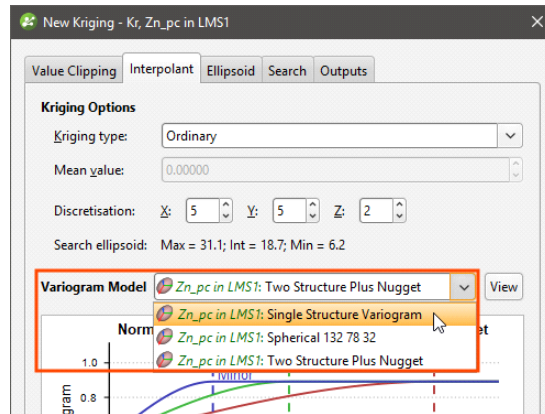 New Kriging - Kr, Zn_pc in LMS1
Value Clipping Interpolant Ellipsoid Search Outputs
Kriging Options
Kriging type: Ordinary
Mean value: 0.00000
Discretisation: X: 5 Y: 5 Z: 2
Search ellipsoid: Max = 31.1; Int = 18.7; Min = 6.2
Variogram Model Zn_pc in LMS1: Two Structure Plus Nugget View
Zn_pc in LMS1: Single Structure Variogram
Zn_pc in LMS1: Spherical 132 78 32
Zn_pc in LMS1: Two Structure Plus Nugget
1.0
Minor
0.8